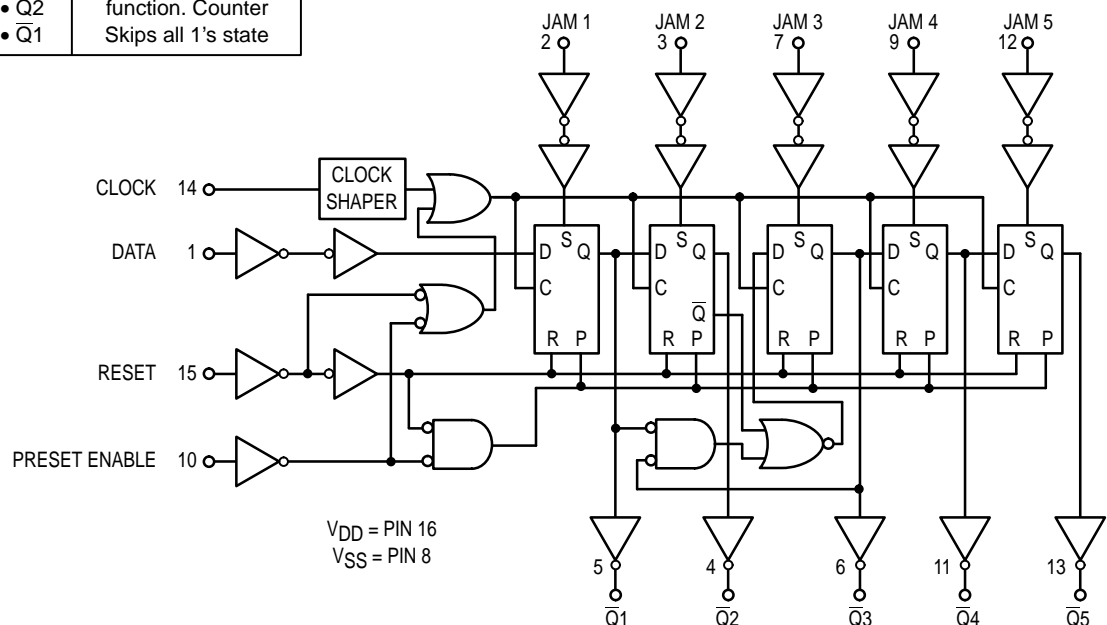 • Q2 function. Counter
• Q̅1 Skips all 1's state
JAM 1 JAM 2 JAM 3 JAM 4 JAM 5
2 3 7 9 12
CLOCK 14 CLOCK SHAPER
DATA 1
D S Q D S Q D S Q D S Q D S Q
C C C C C
Q̅
R P R P R P R P R P
RESET 15
PRESET ENABLE 10
VDD = PIN 16
VSS = PIN 8
5 4 6 11 13
Q̅1 Q̅2 Q̅3 Q̅4 Q̅5